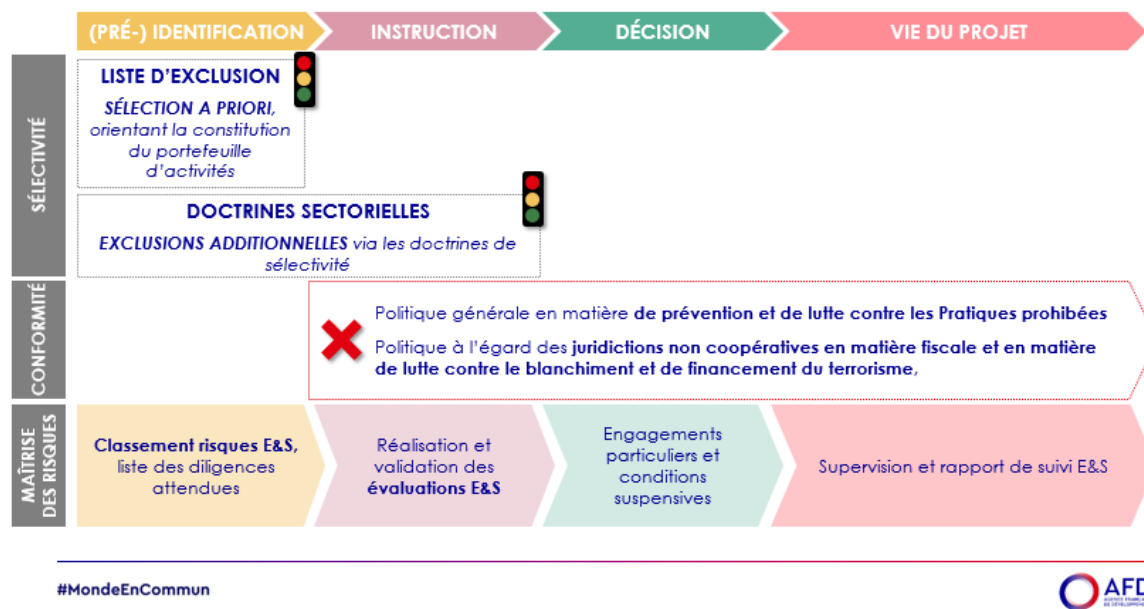 (PRÉ-) IDENTIFICATION
INSTRUCTION
DÉCISION
VIE DU PROJET
SÉLECTIVITÉ
LISTE D'EXCLUSION
SÉLECTION A PRIORI,
orientant la constitution
du portefeuille
d'activités
DOCTRINES SECTORIELLES
EXCLUSIONS ADDITIONNELLES via les doctrines de
sélectivité
CONFORMITÉ
Politique générale en matière de prévention et de lutte contre les Pratiques prohibées
Politique à l'égard des juridictions non coopératives en matière fiscale et en matière
de lutte contre le blanchiment et de financement du terrorisme,
MAÎTRISE
DES RISQUES
Classement risques E&S,
liste des diligences
attendues
Réalisation et
validation des
évaluations E&S
Engagements
particuliers et
conditions
suspensives
Supervision et rapport de suivi E&S
#MondeEnCommun
AFD
AGENCE FRANÇAISE
DE DÉVELOPPEMENT